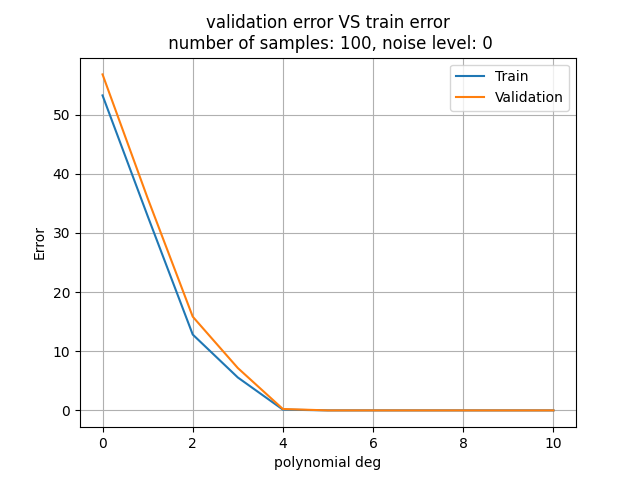 validation error VS train error
number of samples: 100, noise level: 0
Train
Validation
50
40
30
20
10
0
Error
0 2 4 6 8 10
polynomial deg